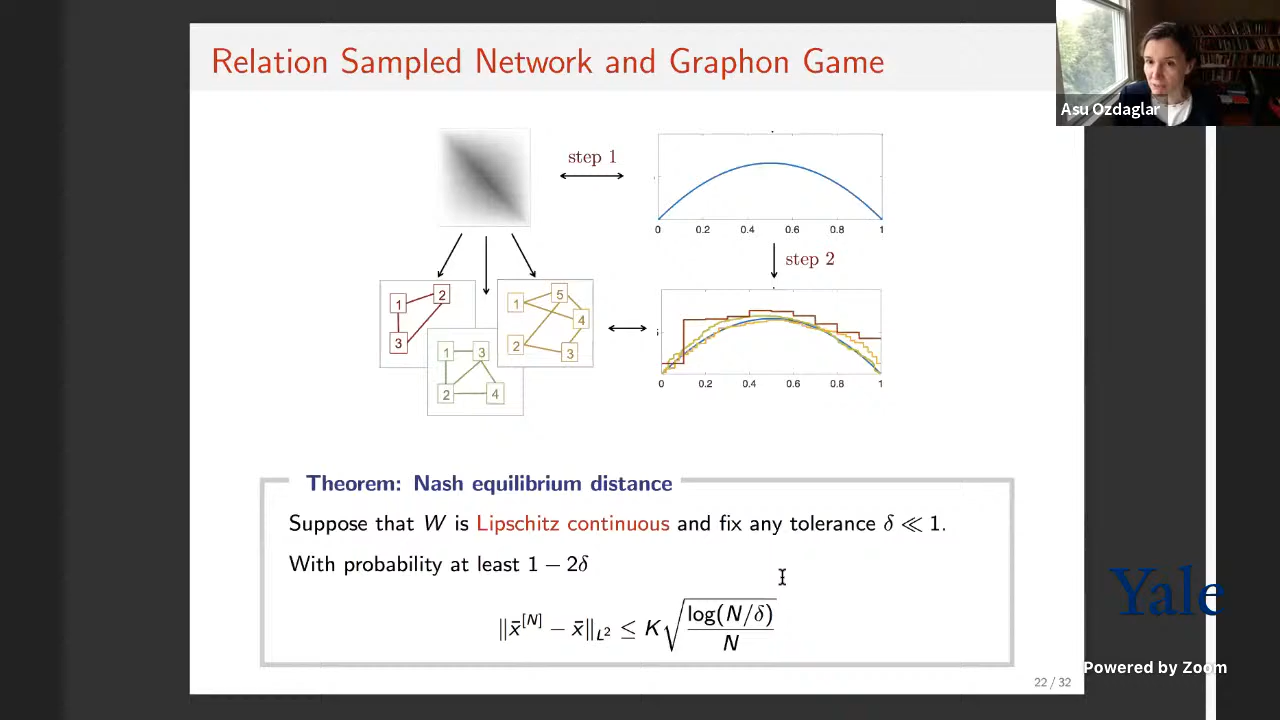 Relation Sampled Network and Graphon Game
Asu Ozdaglar
step 1
0 0.2 0.4 0.6 0.8 1
step 2
1 2 3
1 3 2 4
1 5 4 2 3
0 0.2 0.4 0.6 0.8 1
Theorem: Nash equilibrium distance
Suppose that W is Lipschitz continuous and fix any tolerance δ ≪ 1.
With probability at least 1 − 2δ
‖x̄^[N] − x̄‖_L² ≤ K√(log(N/δ)/N)
Yale
Powered by Zoom
22 / 32